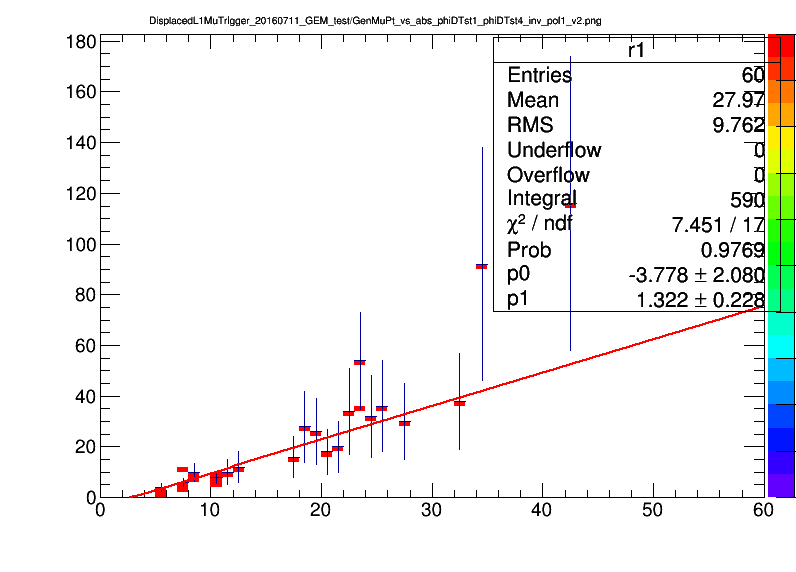 DisplacedL1MuTrIgger_20160711_GEM_test/GenMuPt_vs_abs_phiDTst1_phiDTst4_inv_pol1_v2.png
r1
Entries 60
Mean 27.97
RMS 9.762
Underflow 0
Overflow 0
Integral 590
χ² / ndf 7.451 / 17
Prob 0.9769
p0 -3.778 ± 2.080
p1 1.322 ± 0.228
180
160
140
120
100
80
60
40
20
0
0 10 20 30 40 50 60